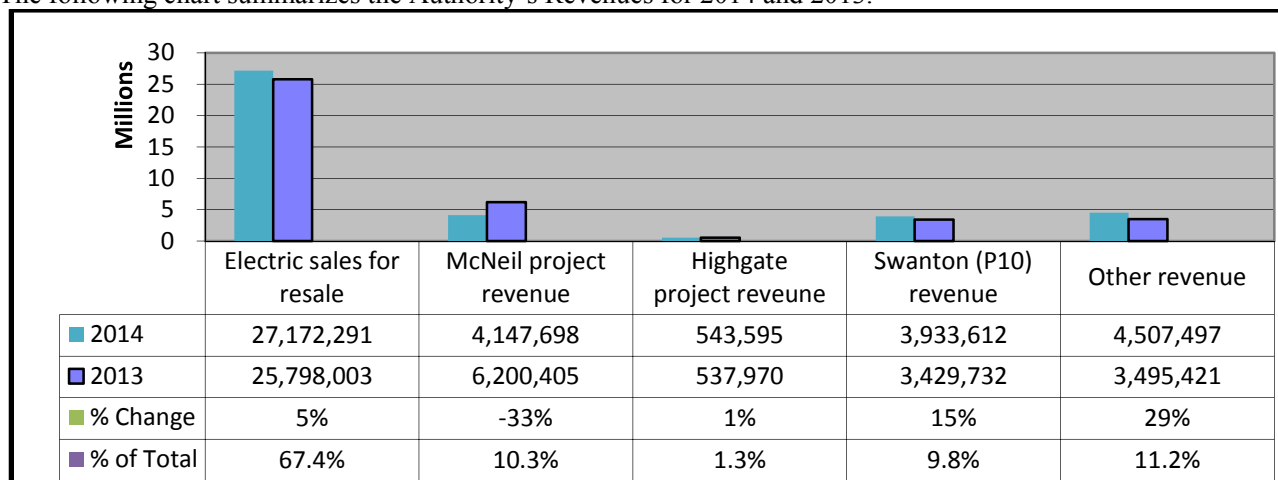 The following chart summarizes the Authority's Revenues for 2014 and 2013:
Millions
30
25
20
15
10
5
0
Electric sales for resale
McNeil project revenue
Highgate project reveune
Swanton (P10) revenue
Other revenue
2014 27,172,291 4,147,698 543,595 3,933,612 4,507,497
2013 25,798,003 6,200,405 537,970 3,429,732 3,495,421
% Change 5% -33% 1% 15% 29%
% of Total 67.4% 10.3% 1.3% 9.8% 11.2%